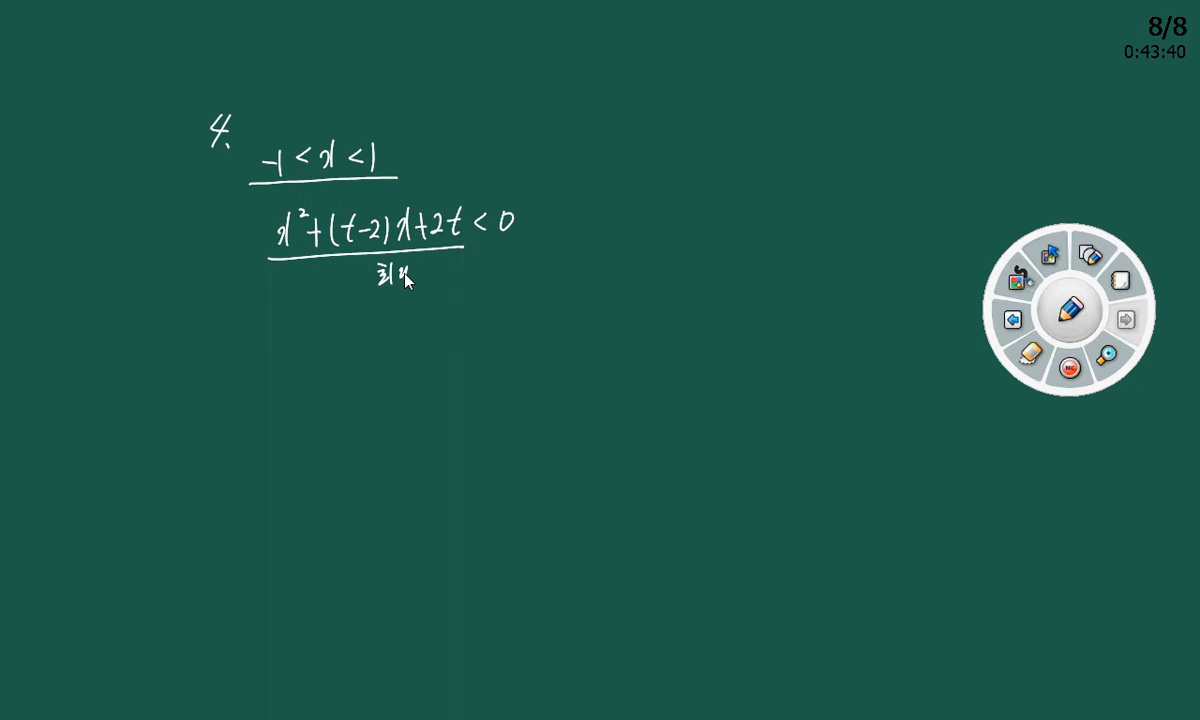 8/8
0:43:40
4.
-1 < x < 1
x² + (t-2)x + 2t < 0